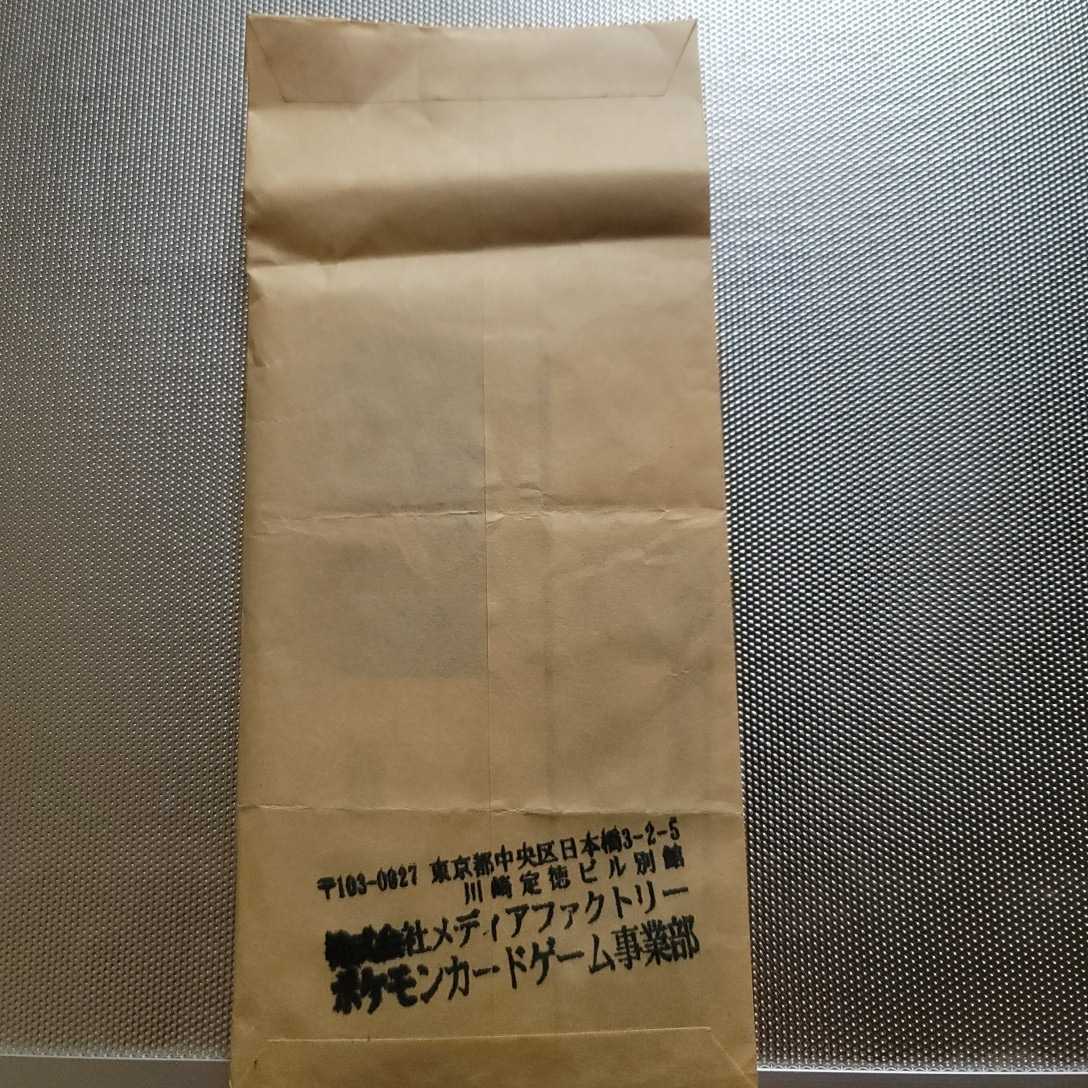 〒103-0027 東京都中央区日本橋3-2-5
川崎定徳ビル別館
株式会社メディアファクトリー
ポケモンカードゲーム事業部